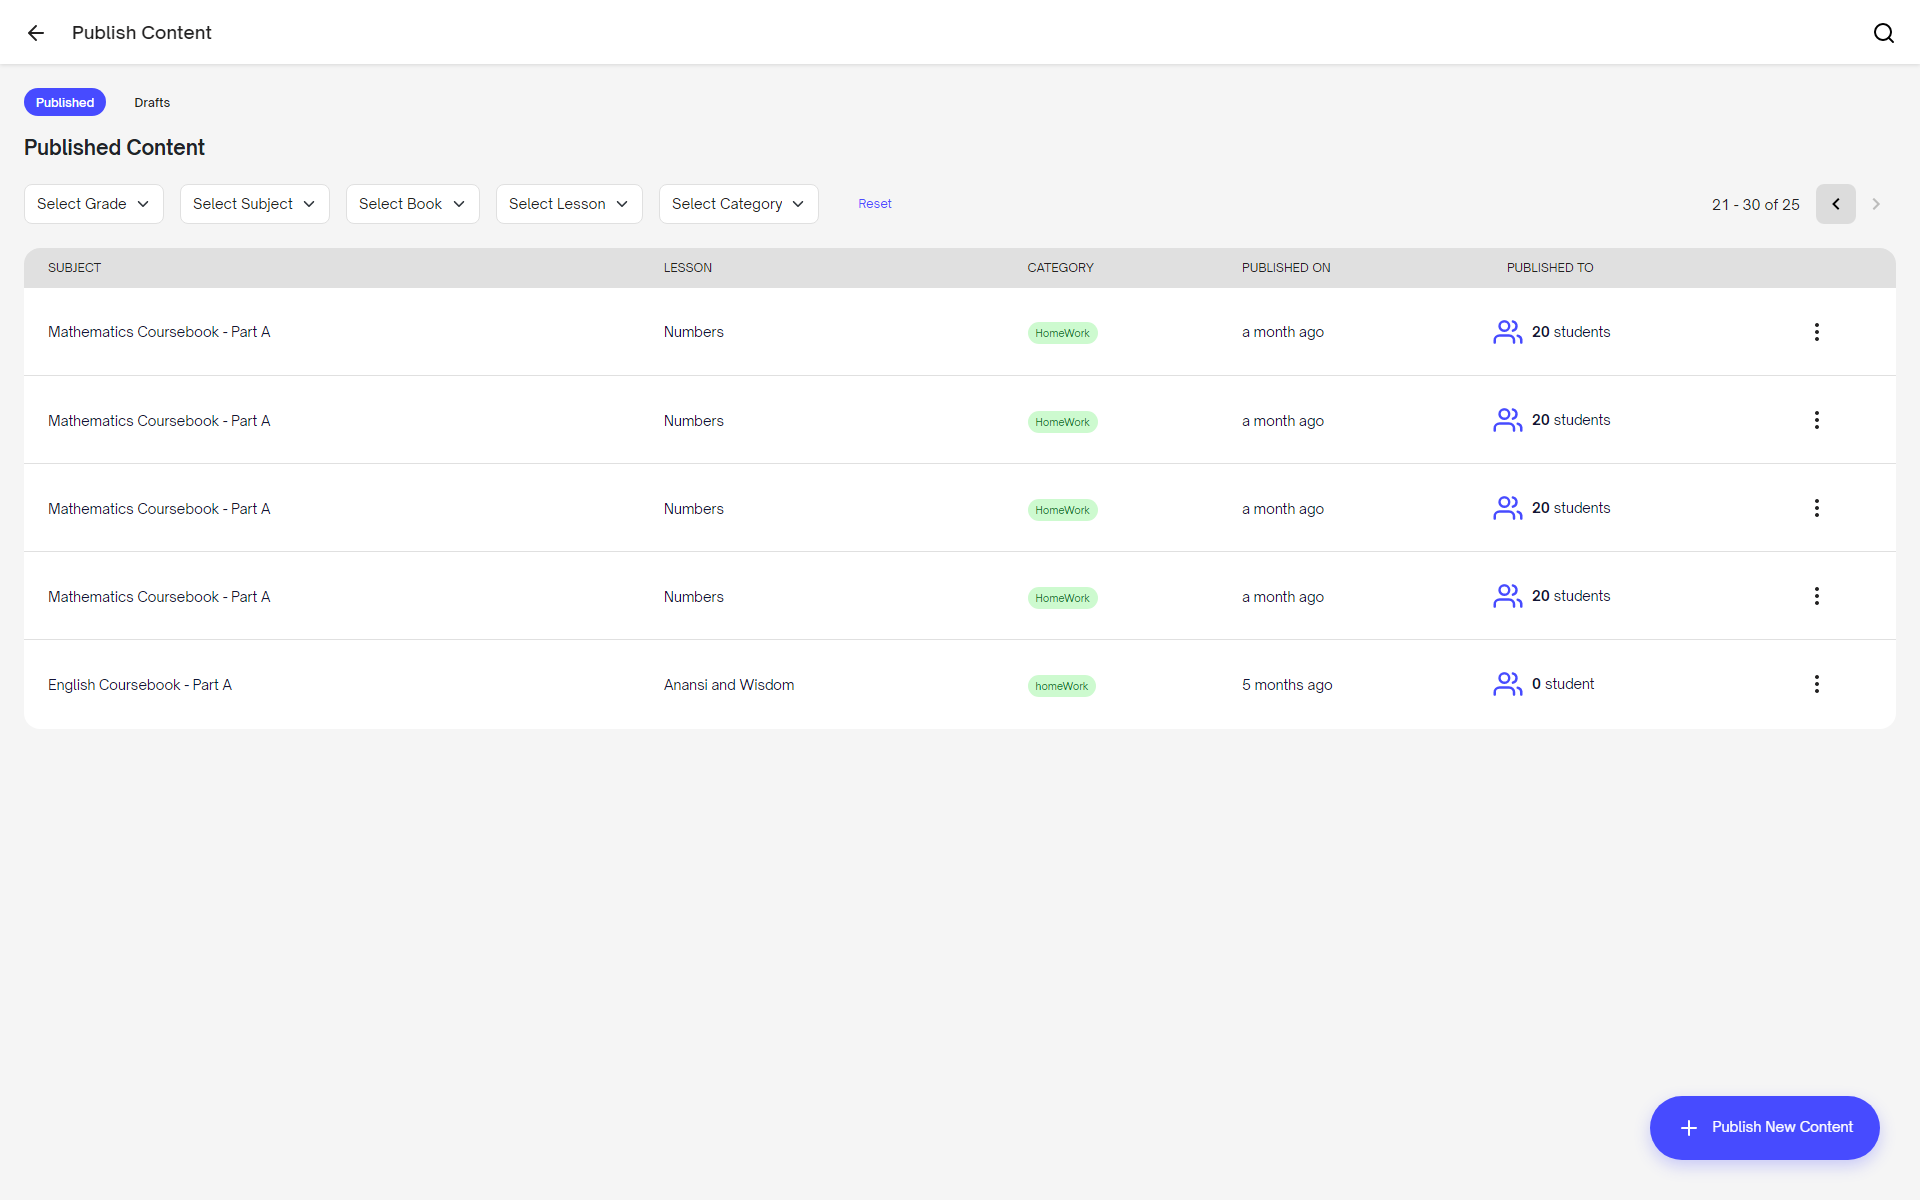 Publish Content
Published Drafts
Published Content
Select Grade Select Subject Select Book Select Lesson Select Category Reset 21 - 30 of 25
SUBJECT LESSON CATEGORY PUBLISHED ON PUBLISHED TO
Mathematics Coursebook - Part A Numbers HomeWork a month ago 20 students
Mathematics Coursebook - Part A Numbers HomeWork a month ago 20 students
Mathematics Coursebook - Part A Numbers HomeWork a month ago 20 students
Mathematics Coursebook - Part A Numbers HomeWork a month ago 20 students
English Coursebook - Part A Anansi and Wisdom homeWork 5 months ago 0 student
Publish New Content